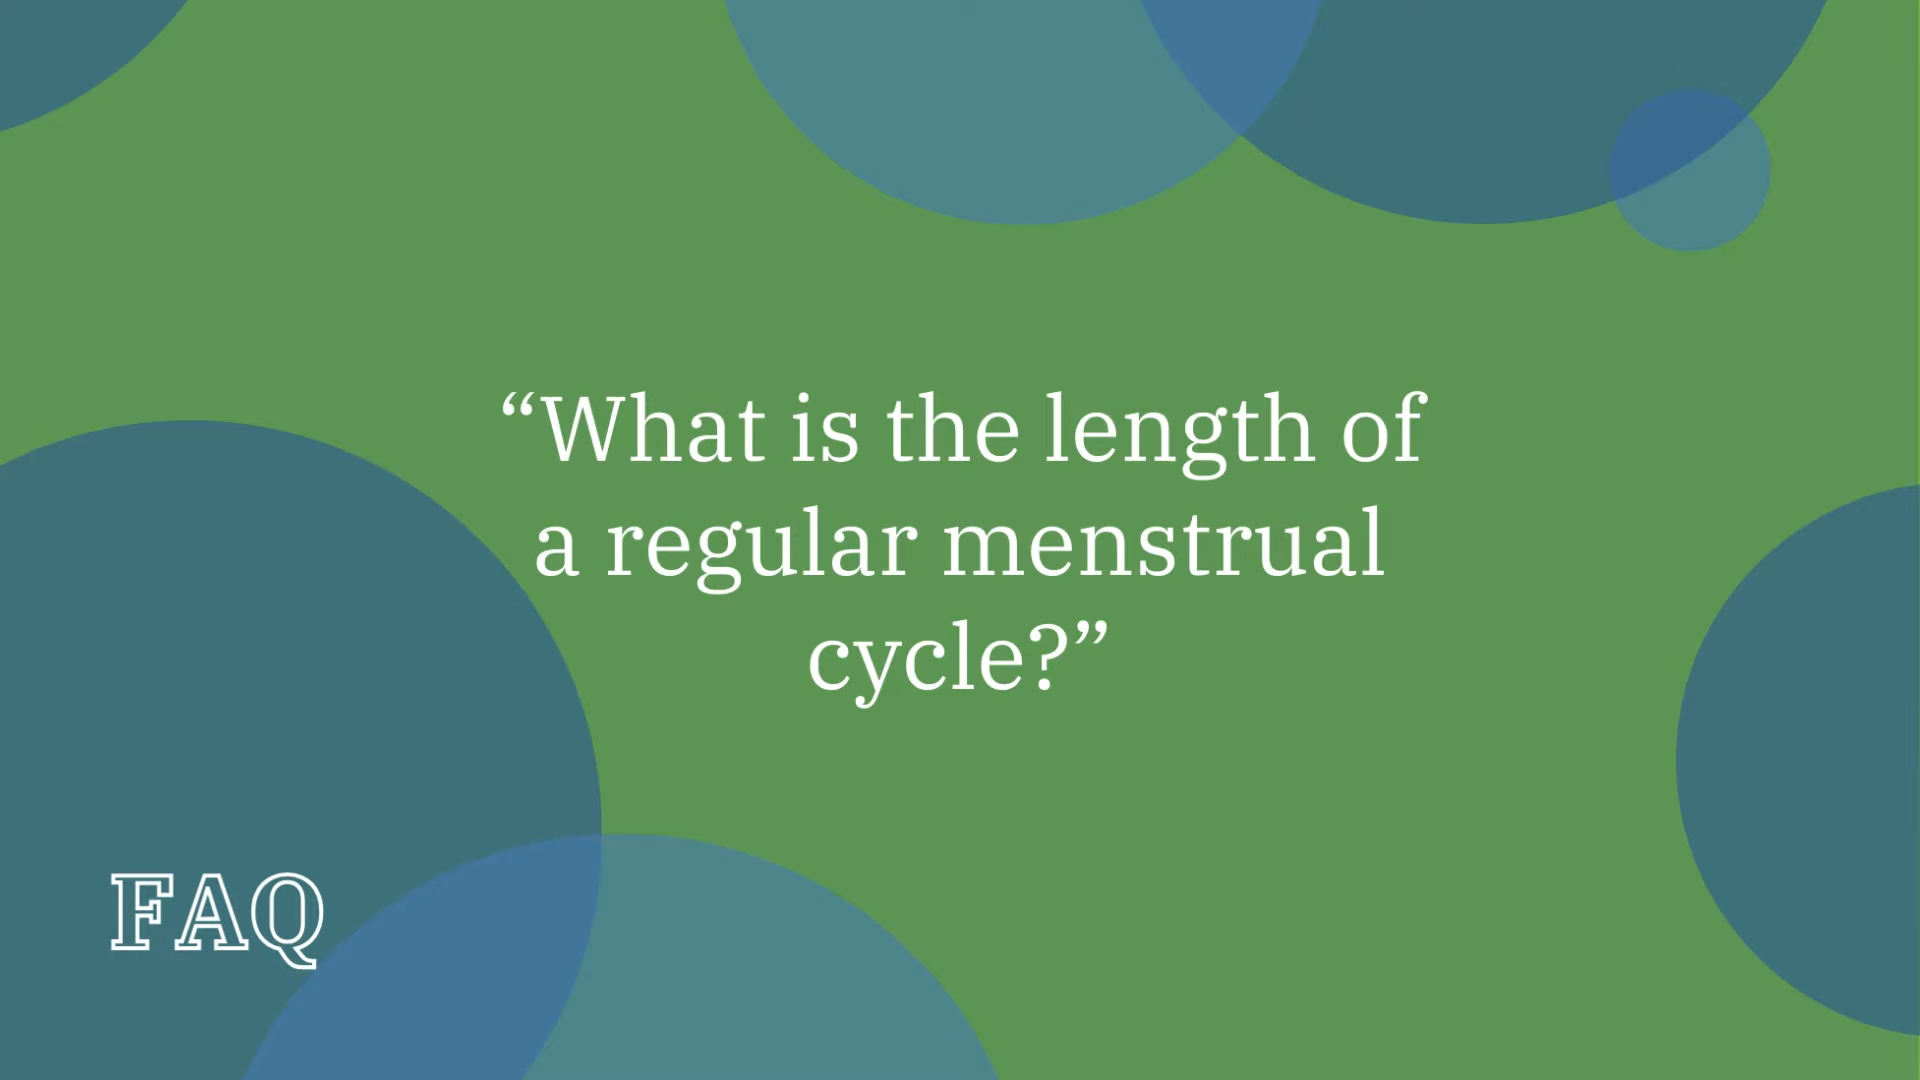 “What is the length of
a regular menstrual
cycle?”
FAQ